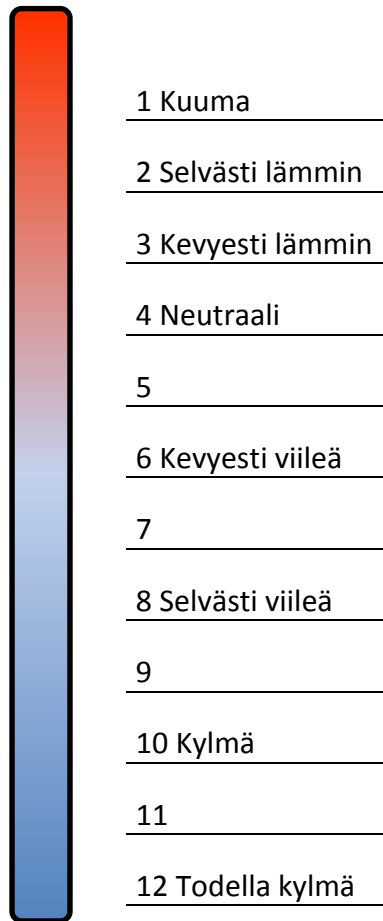 1 Kuuma
2 Selvästi lämmin
3 Kevyesti lämmin
4 Neutraali
5
6 Kevyesti viileä
7
8 Selvästi viileä
9
10 Kylmä
11
12 Todella kylmä